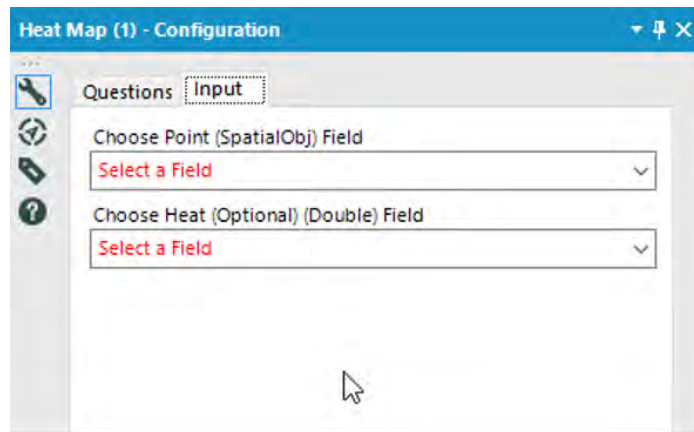 Heat Map (1) - Configuration
Questions Input
Choose Point (SpatialObj) Field
Select a Field
Choose Heat (Optional) (Double) Field
Select a Field